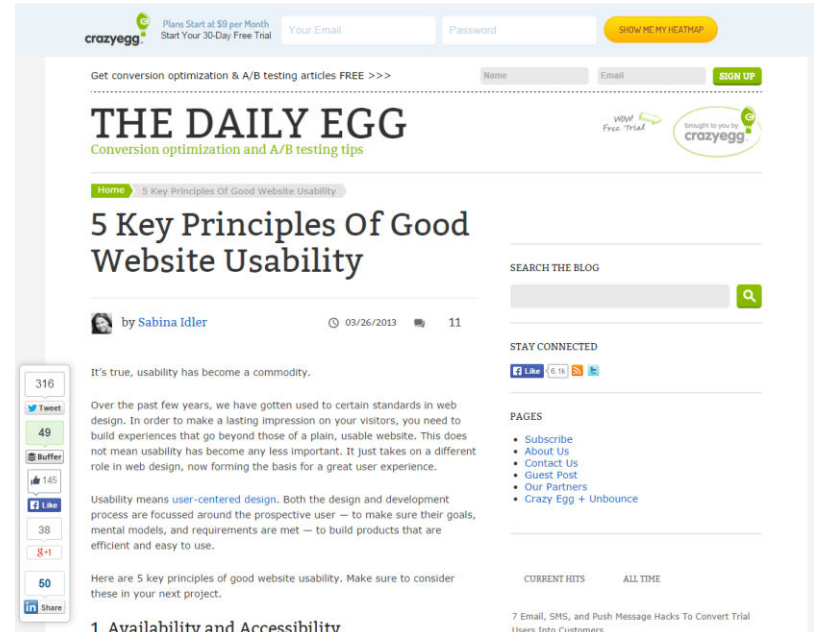 crazyegg
Plans Start at $9 per Month
Start Your 30-Day Free Trial
Your Email
Password
SHOW ME MY HEATMAP
Get conversion optimization & A/B testing articles FREE >>>
Name
Email
SIGN UP
THE DAILY EGG
Conversion optimization and A/B testing tips
WOW!
Free Trial
brought to you by
crazyegg
Home
5 Key Principles Of Good Website Usability
5 Key Principles Of Good
Website Usability
by Sabina Idler
03/26/2013
11
It's true, usability has become a commodity.
Over the past few years, we have gotten used to certain standards in web
design. In order to make a lasting impression on your visitors, you need to
build experiences that go beyond those of a plain, usable website. This does
not mean usability has become any less important. It just takes on a different
role in web design, now forming the basis for a great user experience.
Usability means user-centered design. Both the design and development
process are focussed around the prospective user — to make sure their goals,
mental models, and requirements are met — to build products that are
efficient and easy to use.
Here are 5 key principles of good website usability. Make sure to consider
these in your next project.
1. Availability and Accessibility
316
Tweet
49
Buffer
145
Like
38
g+1
50
in Share
SEARCH THE BLOG
STAY CONNECTED
Like
6.1k
PAGES
Subscribe
About Us
Contact Us
Guest Post
Our Partners
Crazy Egg + Unbounce
CURRENT HITS
ALL TIME
7 Email, SMS, and Push Message Hacks To Convert Trial
Users Into Customers